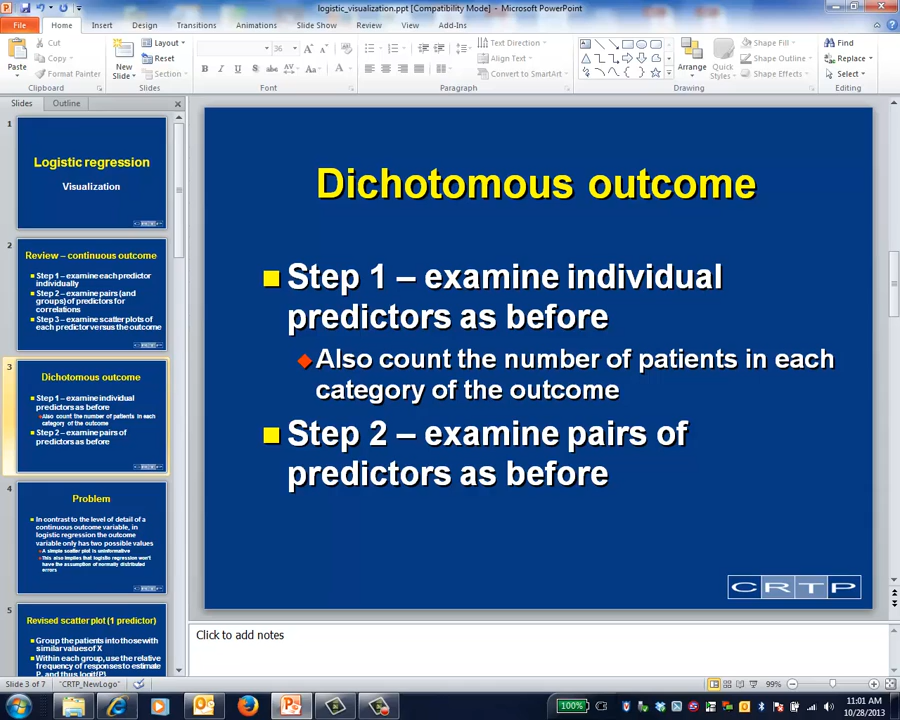 logistic_visualization.ppt [Compatibility Mode] - Microsoft PowerPoint
File Home Insert Design Transitions Animations Slide Show Review View Add-Ins
Paste
Cut
Copy
Format Painter
Clipboard
New Slide
Layout
Reset
Section
Slides
36
B I U S abc AV Aa A
Font
Text Direction
Align Text
Convert to SmartArt
Paragraph
Arrange
Quick Styles
Shape Fill
Shape Outline
Shape Effects
Drawing
Find
Replace
Select
Editing
Slides Outline
1
Logistic regression
Visualization
2
Review – continuous outcome
Step 1 – examine each predictor
individually
Step 2 – examine pairs (and
groups) of predictors for
correlations
Step 3 – examine scatter plots of
each predictor versus the outcome
3
Dichotomous outcome
Step 1 – examine individual
predictors as before
Also count the number of patients in each
category of the outcome
Step 2 – examine pairs of
predictors as before
4
Problem
In contrast to the level of detail of a
continuous outcome variable, in
logistic regression the outcome
variable only has two possible values
A simple scatter plot is uninformative
This also implies that logistic regression won't
have the assumption of normally distributed
errors
5
Revised scatter plot (1 predictor)
Group the patients into those with
similar values of X
Within each group, use the relative
frequency of responses to estimate
P, and thus logit(P)
Dichotomous outcome
Step 1 – examine individual
predictors as before
Also count the number of patients in each
category of the outcome
Step 2 – examine pairs of
predictors as before
CRTP
Click to add notes
Slide 3 of 7 "CRTP_NewLogo" 99%
100%
11:01 AM
10/28/2013